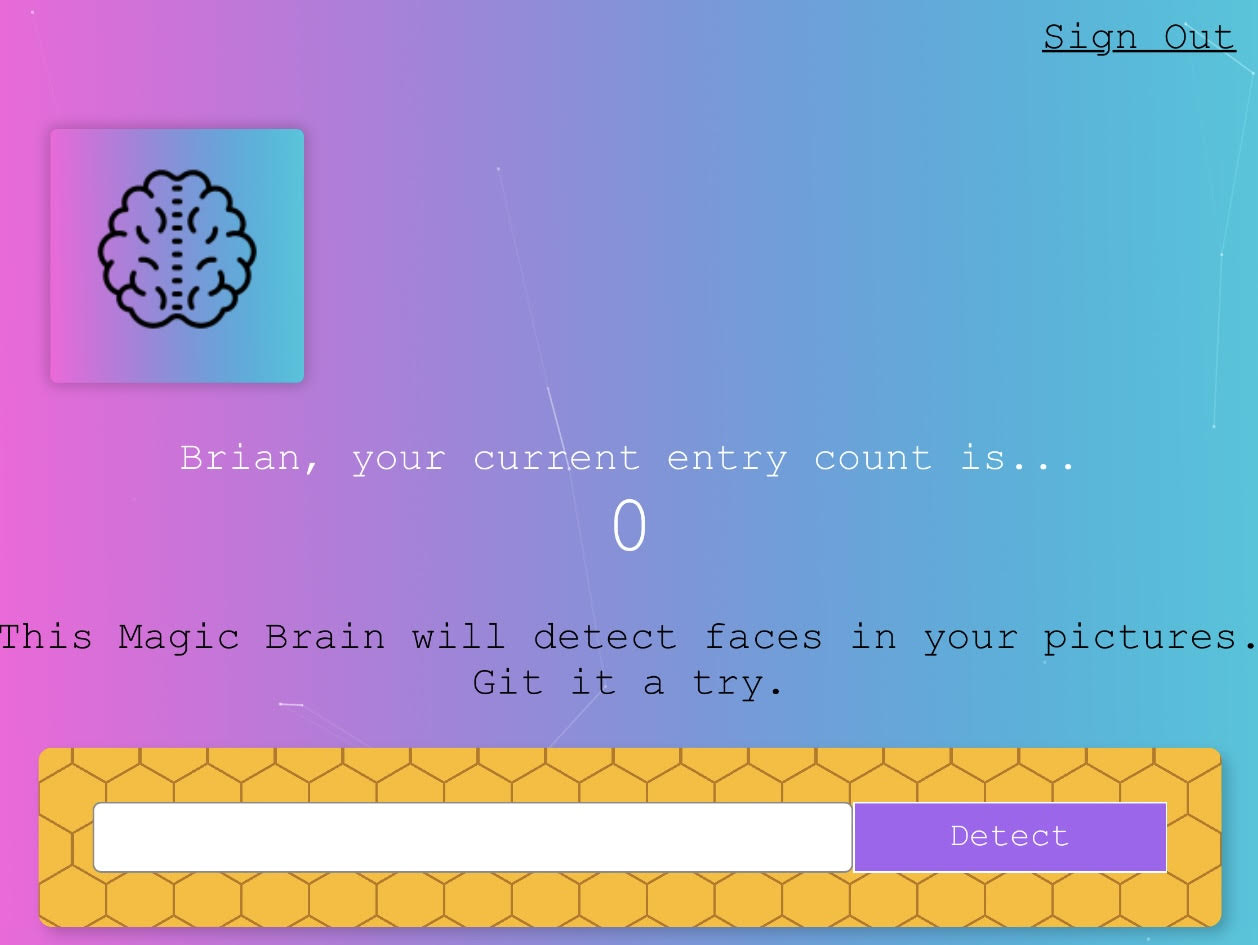 Sign Out
Brian, your current entry count is...
0
This Magic Brain will detect faces in your pictures.
Git it a try.
Detect